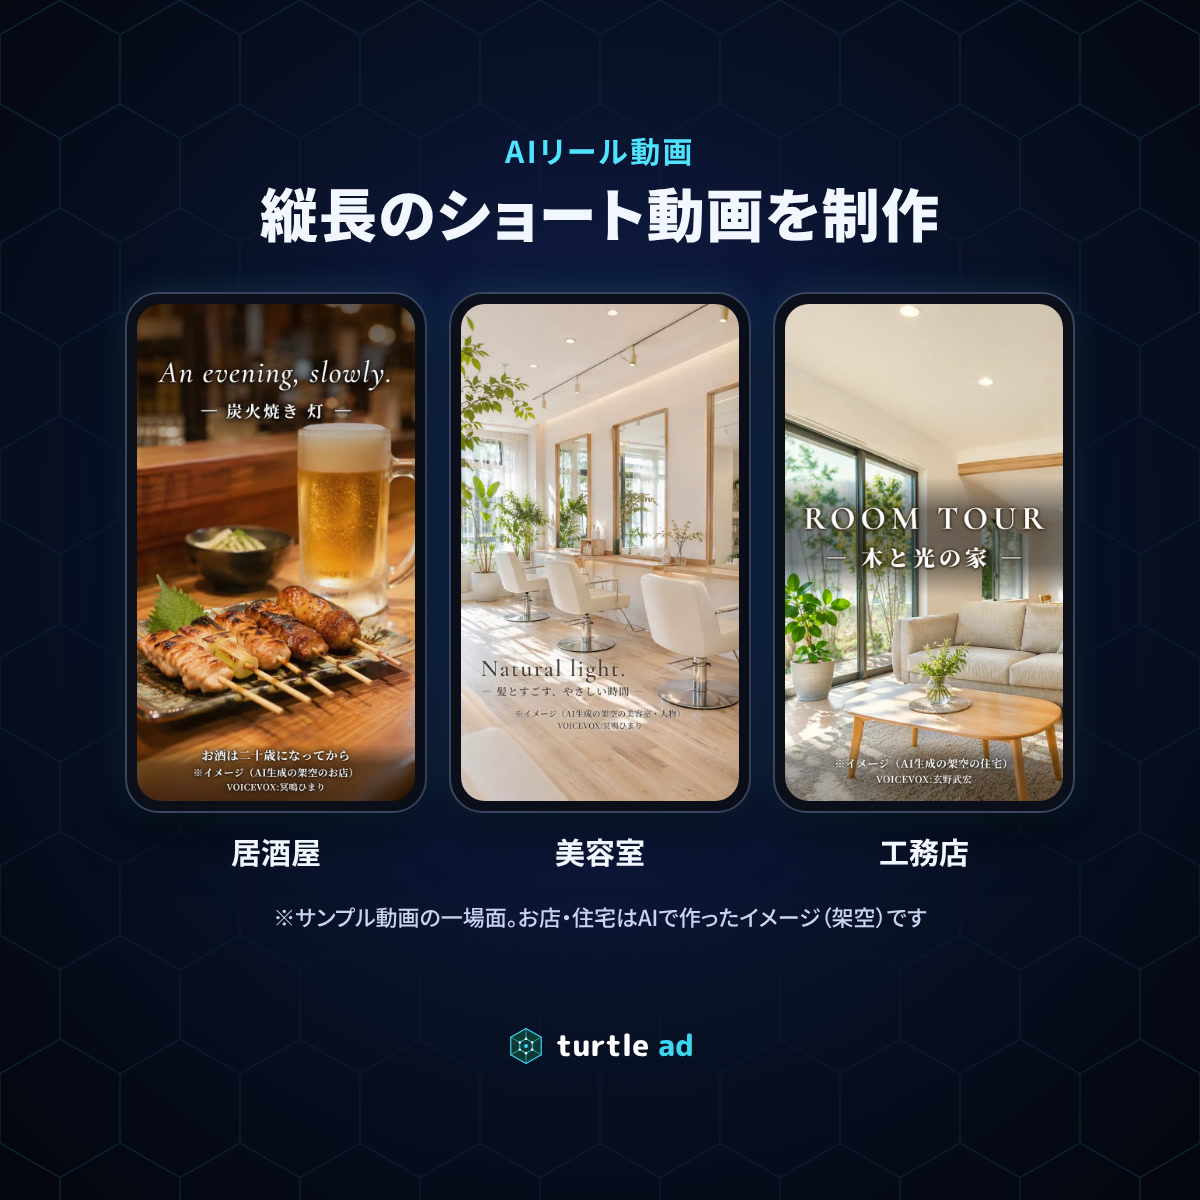 AIリール動画
縦長のショート動画を制作
An evening, slowly.
— 炭火焼き 灯 —
お酒は二十歳になってから
※イメージ（AI生成の架空のお店）
VOICEVOX:冥鳴ひまり
Natural light.
— 髪とすごす、やさしい時間 —
※イメージ（AI生成の架空の美容室・人物）
VOICEVOX:冥鳴ひまり
ROOM TOUR
— 木と光の家 —
※イメージ（AI生成の架空の住宅）
VOICEVOX:玄野武宏
居酒屋
美容室
工務店
※サンプル動画の一場面。お店・住宅はAIで作ったイメージ（架空）です
turtle ad